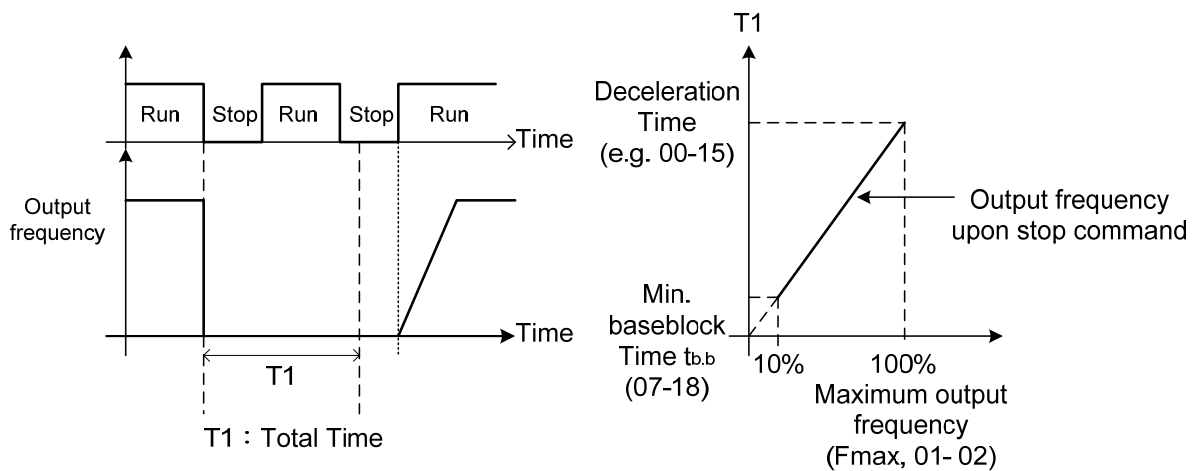 Run
Stop
Run
Stop
Run
Time
Output
frequency
Time
T1
T1 : Total Time
T1
Deceleration
Time
(e.g. 00-15)
Output frequency
upon stop command
Min.
baseblock
Time tb.b
(07-18)
10%
100%
Maximum output
frequency
(Fmax, 01- 02)